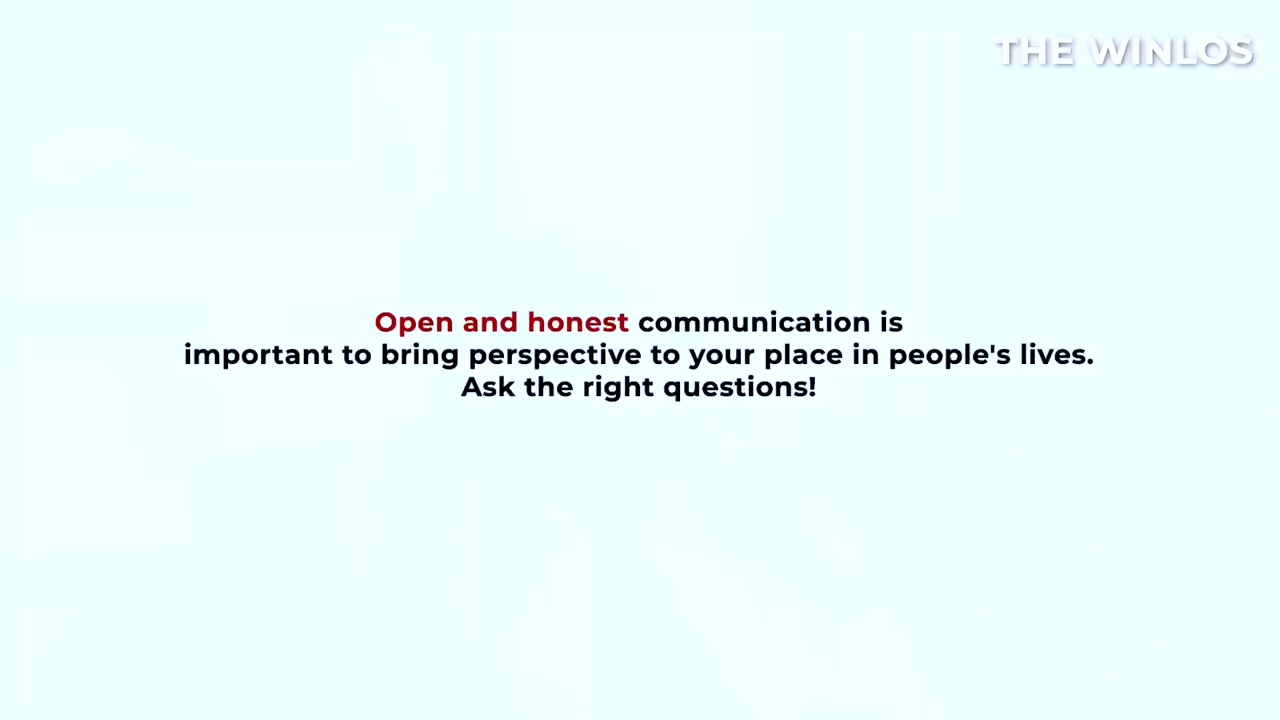 THE WINLOS
Open and honest communication is
important to bring perspective to your place in people's lives.
Ask the right questions!